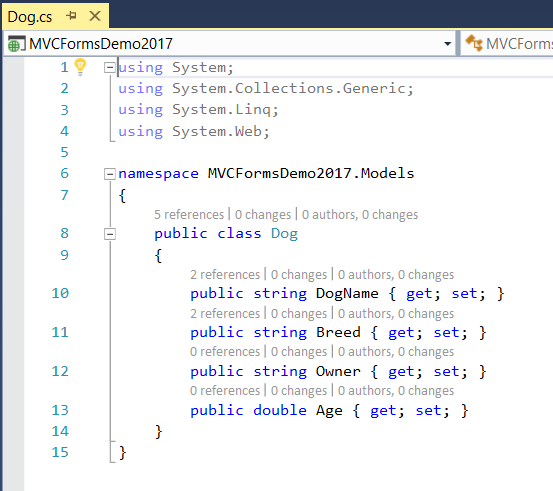 Dog.cs
MVCFormsDemo2017 MVCForms
1 using System;
2 using System.Collections.Generic;
3 using System.Linq;
4 using System.Web;
5
6 namespace MVCFormsDemo2017.Models
7 {
5 references | 0 changes | 0 authors, 0 changes
8 public class Dog
9 {
2 references | 0 changes | 0 authors, 0 changes
10 public string DogName { get; set; }
2 references | 0 changes | 0 authors, 0 changes
11 public string Breed { get; set; }
0 references | 0 changes | 0 authors, 0 changes
12 public string Owner { get; set; }
0 references | 0 changes | 0 authors, 0 changes
13 public double Age { get; set; }
14 }
15 }